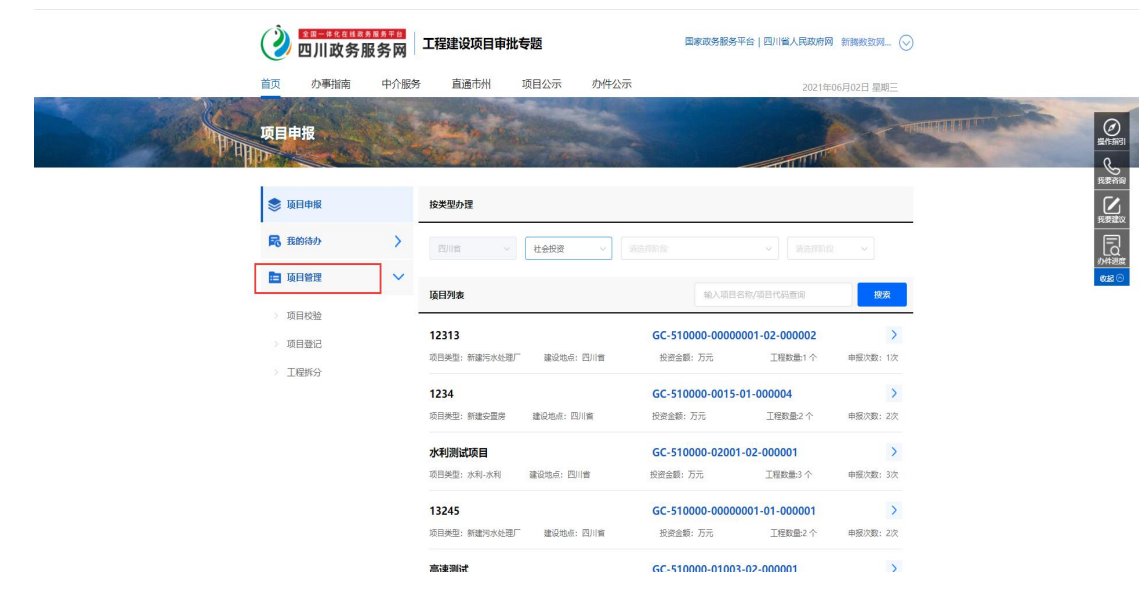 全国一体化在线政务服务平台
四川政务服务网 工程建设项目审批专题 国家政务服务平台 | 四川省人民政府网 新腾数致网...
首页 办事指南 中介服务 直通市州 项目公示 办件公示 2021年06月02日 星期三
项目申报
操作指引
我要咨询
我要建议
办件进度
收起
项目申报
我的待办
项目管理
项目校验
项目登记
工程拆分
按类型办理
四川省 社会投资 请选择阶段 请选择阶段
项目列表 输入项目名称/项目代码查询 搜索
12313 GC-510000-00000001-02-000002
项目类型: 新建污水处理厂 建设地点: 四川省 投资金额: 万元 工程数量:1 个 申报次数: 1次
1234 GC-510000-0015-01-000004
项目类型: 新建安置房 建设地点: 四川省 投资金额: 万元 工程数量:2 个 申报次数: 2次
水利测试项目 GC-510000-02001-02-000001
项目类型: 水利-水利 建设地点: 四川省 投资金额: 万元 工程数量:3 个 申报次数: 3次
13245 GC-510000-00000001-01-000001
项目类型: 新建污水处理厂 建设地点: 四川省 投资金额: 万元 工程数量:2 个 申报次数: 2次
高速测试 GC-510000-01003-02-000001